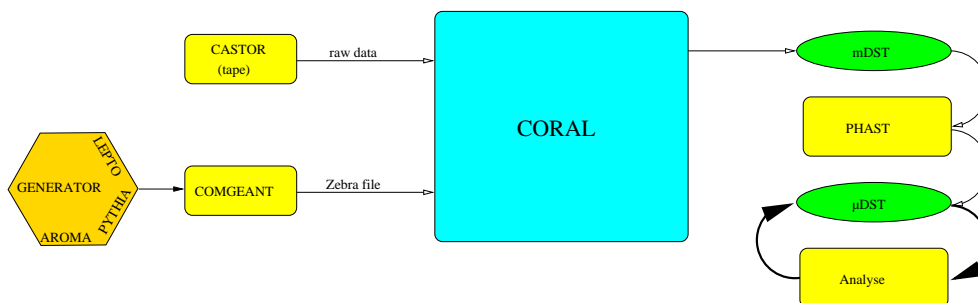 CASTOR
(tape)
raw data
CORAL
mDST
PHAST
LEPTO
GENERATOR
PYTHIA
AROMA
COMGEANT
Zebra file
µDST
Analyse